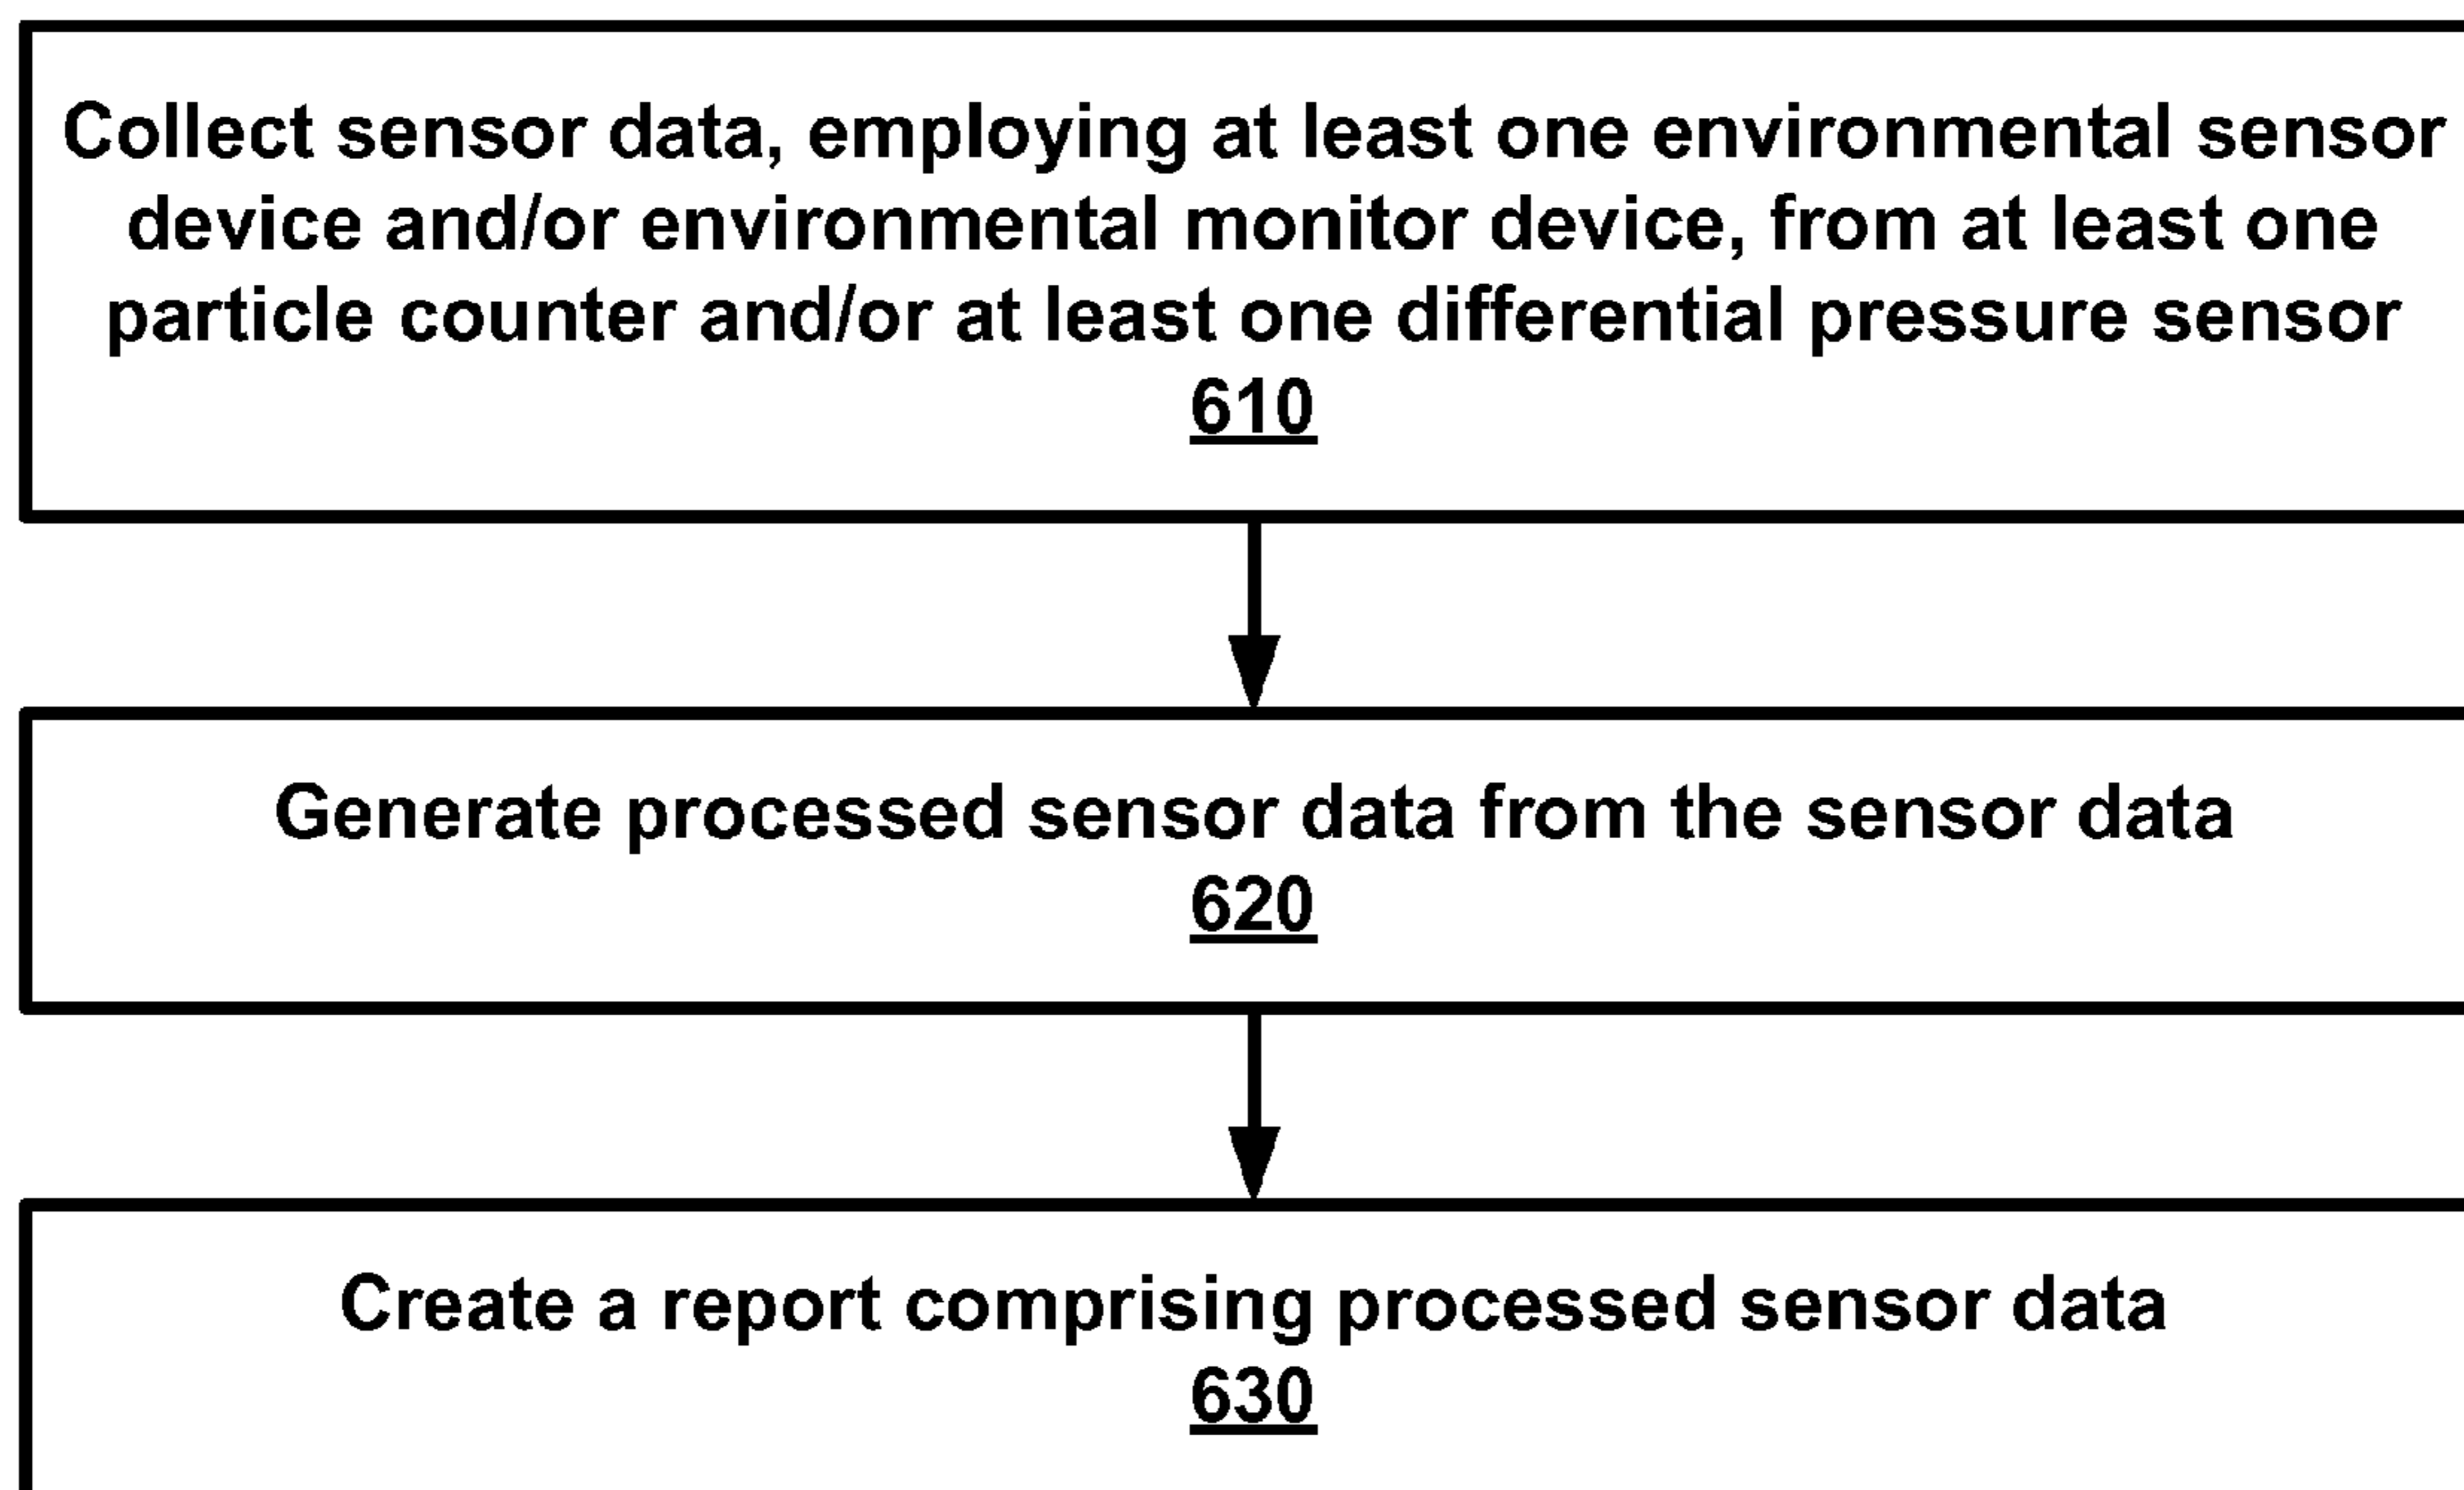 Collect sensor data, employing at least one environmental sensor
device and/or environmental monitor device, from at least one
particle counter and/or at least one differential pressure sensor
610
Generate processed sensor data from the sensor data
620
Create a report comprising processed sensor data
630